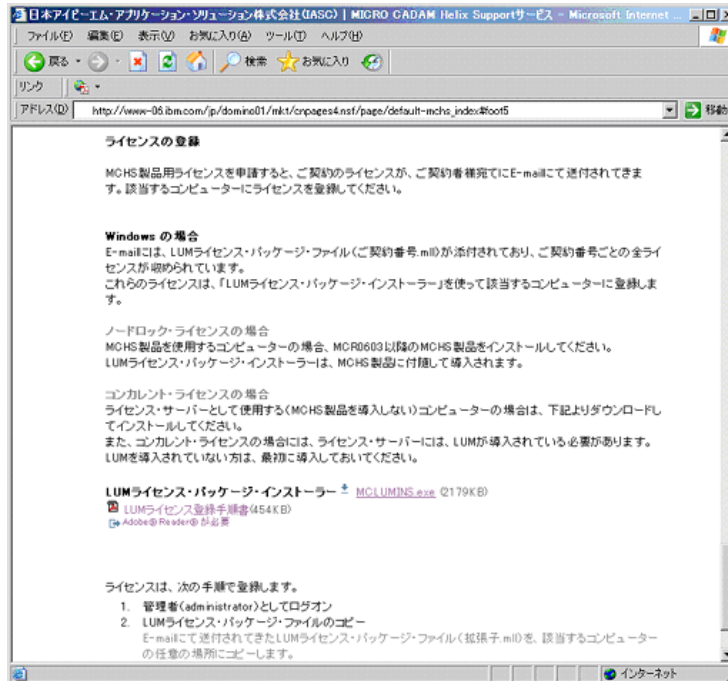 日本アイビーエム・アプリケーション・ソリューション株式会社(IASC) | MICRO CADAM Helix Supportサービス - Microsoft Internet ...
ファイル(F) 編集(E) 表示(V) お気に入り(A) ツール(T) ヘルプ(H)
戻る 検索 お気に入り
リンク
アドレス(D) http://www-06.ibm.com/jp/domino01/mkt/cnpages4.nsf/page/default-mchs_index#foot5 移動
ライセンスの登録
MCHS製品用ライセンスを申請すると、ご契約のライセンスが、ご契約者様宛てにE-mailにて送付されてきま
す。該当するコンピューターにライセンスを登録してください。
Windows の場合
E-mailには、LUMライセンス・パッケージ・ファイル(ご契約番号.mll)が添付されており、ご契約番号ごとの全ライ
センスが収められています。
これらのライセンスは、「LUMライセンス・パッケージ・インストーラー」を使って該当するコンピューターに登録しま
す。
ノードロック・ライセンスの場合
MCHS製品を使用するコンピューターの場合、MCR0603以降のMCHS製品をインストールしてください。
LUMライセンス・パッケージ・インストーラーは、MCHS製品に付随して導入されます。
コンカレント・ライセンスの場合
ライセンス・サーバーとして使用する(MCHS製品を導入しない)コンピューターの場合は、下記よりダウンロードし
てインストールしてください。
また、コンカレント・ライセンスの場合には、ライセンス・サーバーには、LUMが導入されている必要があります。
LUMを導入されていない方は、最初に導入しておいてください。
LUMライセンス・パッケージ・インストーラー MCLUMINS.exe (2179KB)
LUMライセンス登録手順書(454KB)
Adobe® Reader® が必要
ライセンスは、次の手順で登録します。
1. 管理者(administrator)としてログオン
2. LUMライセンス・パッケージ・ファイルのコピー
E-mailにて送付されてきたLUMライセンス・パッケージ・ファイル(拡張子.mll)を、該当するコンピューター
の任意の場所にコピーします。
インターネット